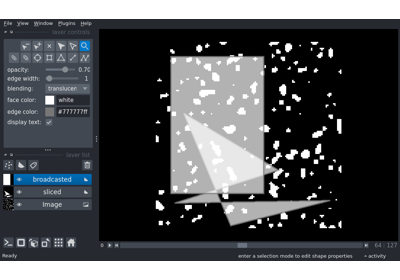 File View Window Plugins Help
layer controls
opacity: 0.70
edge width: 1
blending: translucen
face color: white
edge color: #777777ff
display text:
layer list
broadcasted
sliced
Image
0 64 127
Ready enter a selection mode to edit shape properties activity